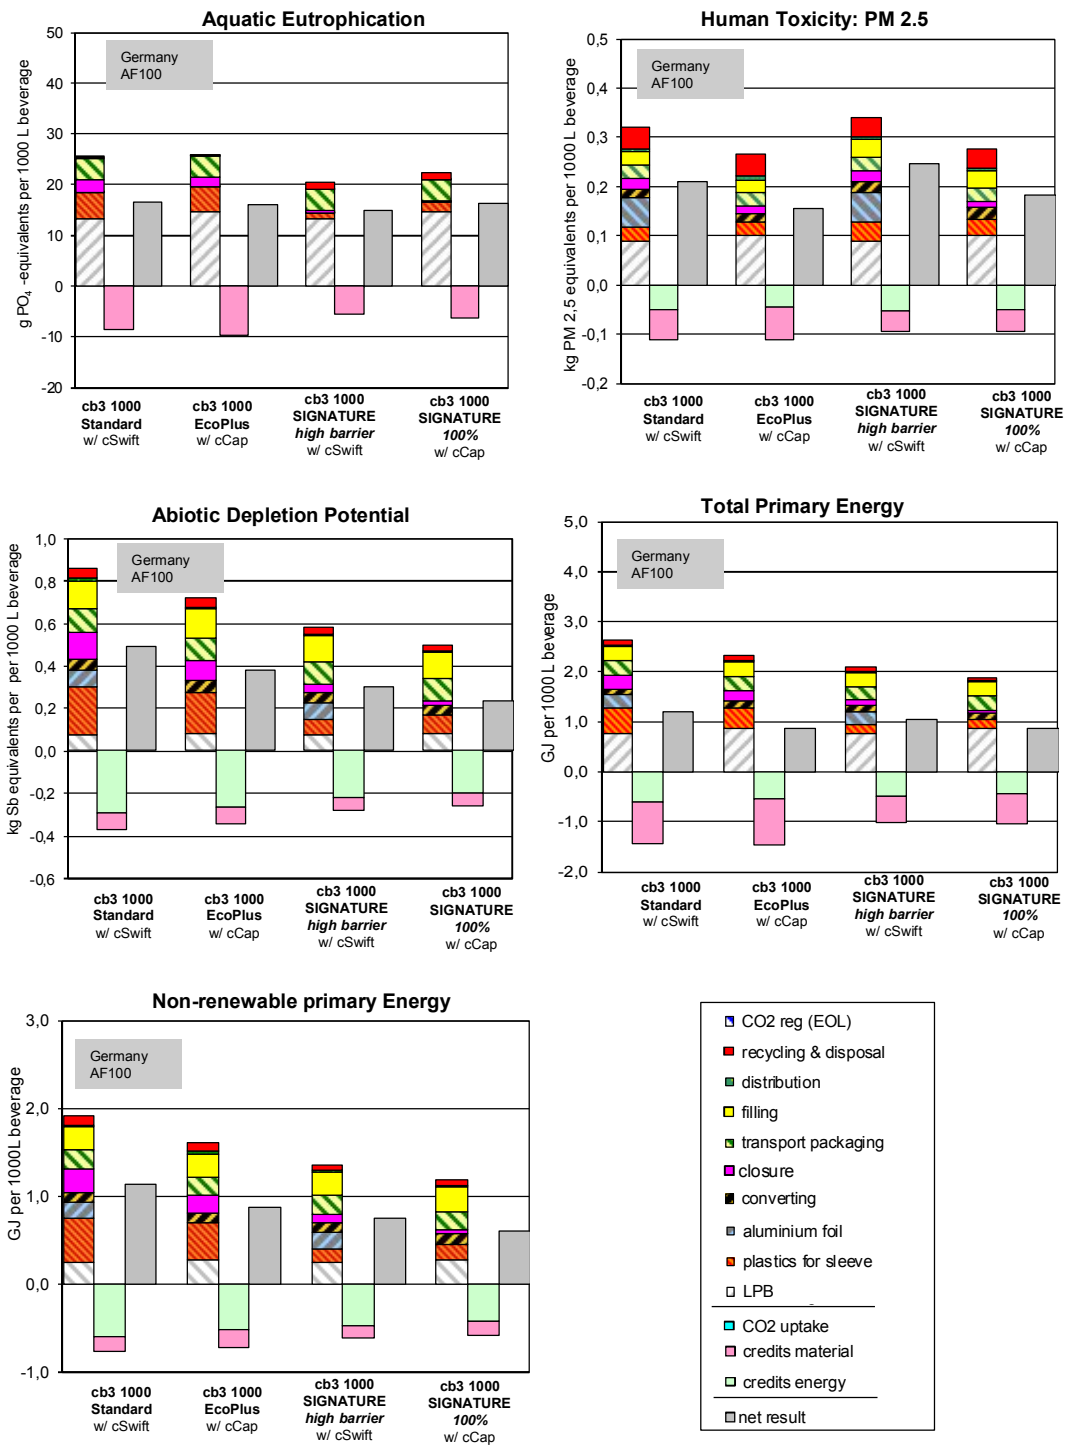 Aquatic Eutrophication
g PO4 -equivalents per 1000 L beverage
50
40
30
20
10
0
-10
-20
Germany
AF100
cb3 1000
Standard
w/ cSwift
cb3 1000
EcoPlus
w/ cCap
cb3 1000
SIGNATURE
high barrier
w/ cSwift
cb3 1000
SIGNATURE
100%
w/ cCap
Human Toxicity: PM 2.5
kg PM 2,5 equivalents per 1000 L beverage
0,5
0,4
0,3
0,2
0,1
0,0
-0,1
-0,2
Germany
AF100
cb3 1000
Standard
w/ cSwift
cb3 1000
EcoPlus
w/ cCap
cb3 1000
SIGNATURE
high barrier
w/ cSwift
cb3 1000
SIGNATURE
100%
w/ cCap
Abiotic Depletion Potential
kg Sb equivalents per per 1000 L beverage
1,0
0,8
0,6
0,4
0,2
0,0
-0,2
-0,4
-0,6
Germany
AF100
cb3 1000
Standard
w/ cSwift
cb3 1000
EcoPlus
w/ cCap
cb3 1000
SIGNATURE
high barrier
w/ cSwift
cb3 1000
SIGNATURE
100%
w/ cCap
Total Primary Energy
GJ per 1000 L beverage
5,0
4,0
3,0
2,0
1,0
0,0
-1,0
-2,0
Germany
AF100
cb3 1000
Standard
w/ cSwift
cb3 1000
EcoPlus
w/ cCap
cb3 1000
SIGNATURE
high barrier
w/ cSwift
cb3 1000
SIGNATURE
100%
w/ cCap
Non-renewable primary Energy
GJ per 1000L beverage
3,0
2,0
1,0
0,0
-1,0
Germany
AF100
cb3 1000
Standard
w/ cSwift
cb3 1000
EcoPlus
w/ cCap
cb3 1000
SIGNATURE
high barrier
w/ cSwift
cb3 1000
SIGNATURE
100%
w/ cCap
CO2 reg (EOL)
recycling & disposal
distribution
filling
transport packaging
closure
converting
aluminium foil
plastics for sleeve
LPB
CO2 uptake
credits material
credits energy
net result